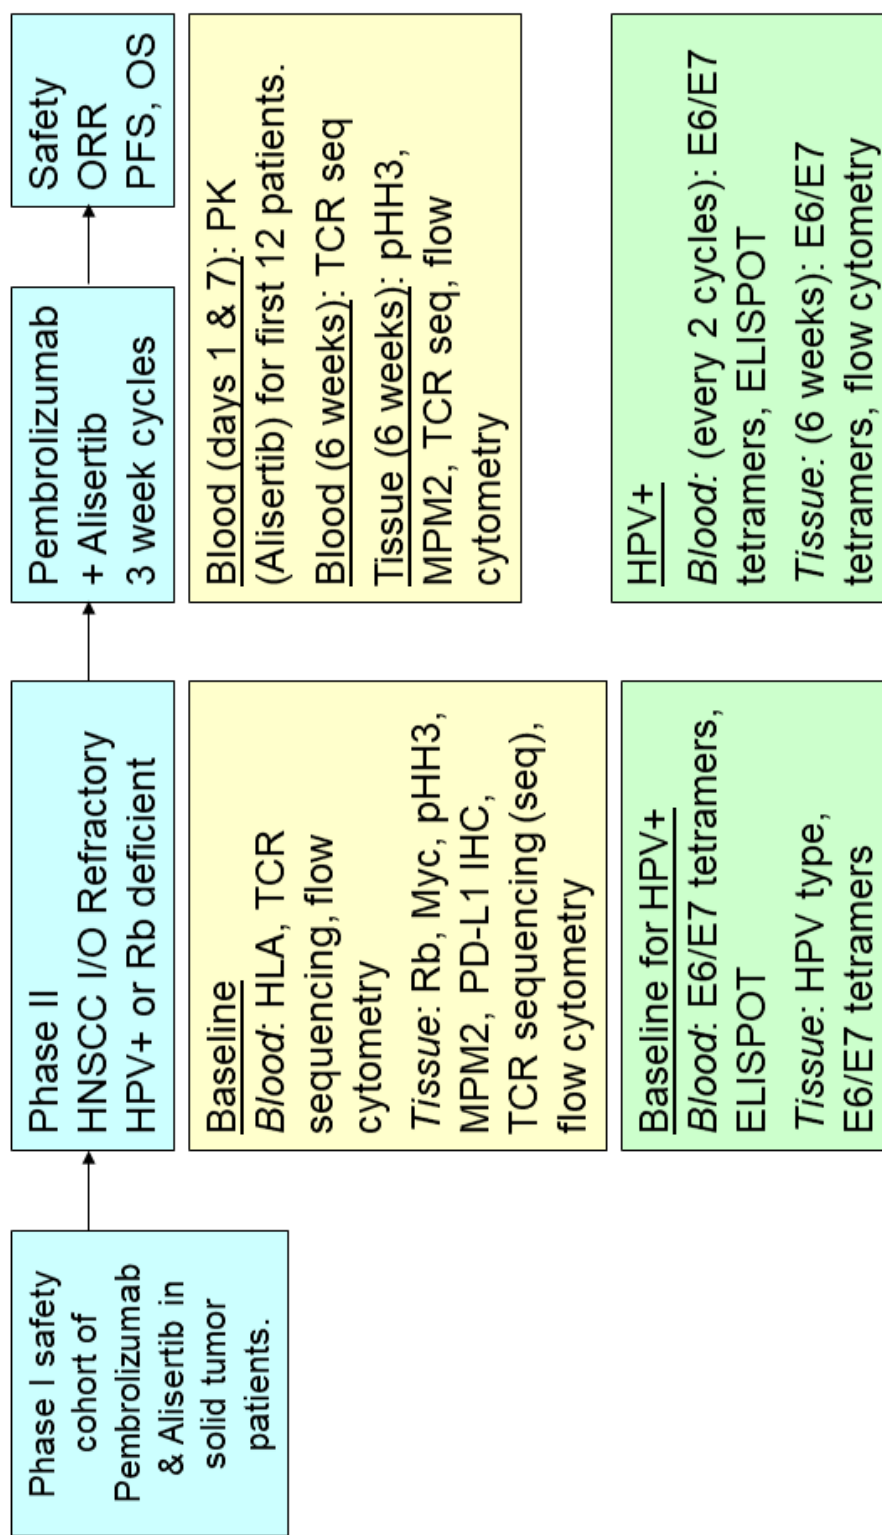 Phase I safety
cohort of
Pembrolizumab
& Alisertib in
solid tumor
patients.
Phase II
HNSCC I/O Refractory
HPV+ or Rb deficient
Pembrolizumab
+ Alisertib
3 week cycles
Safety
ORR
PFS, OS
Baseline
Blood: HLA, TCR
sequencing, flow
cytometry
Tissue: Rb, Myc, pHH3,
MPM2, PD-L1 IHC,
TCR sequencing (seq),
flow cytometry
Blood (days 1 & 7): PK
(Alisertib) for first 12 patients.
Blood (6 weeks): TCR seq
Tissue (6 weeks): pHH3,
MPM2, TCR seq, flow
cytometry
Baseline for HPV+
Blood: E6/E7 tetramers,
ELISPOT
Tissue: HPV type,
E6/E7 tetramers
HPV+
Blood: (every 2 cycles): E6/E7
tetramers, ELISPOT
Tissue: (6 weeks): E6/E7
tetramers, flow cytometry